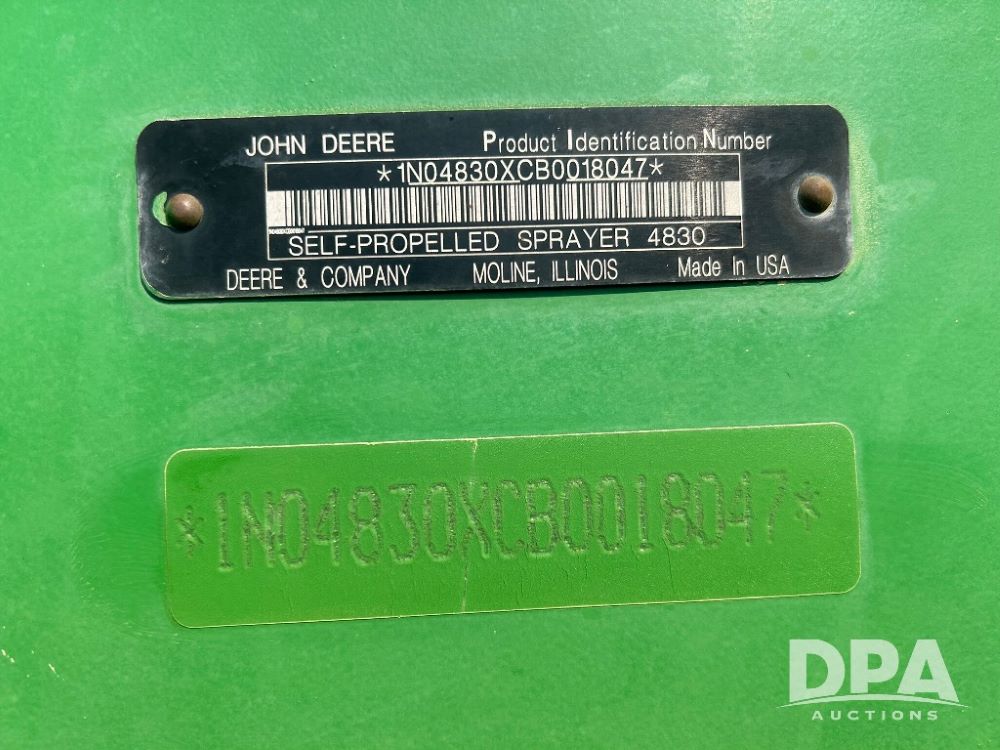 JOHN DEERE Product Identification Number
*1N04830XCB0018047*
SELF-PROPELLED SPRAYER 4830
DEERE & COMPANY MOLINE, ILLINOIS Made In USA
*1N04830XCB0018047*
DPA
AUCTIONS